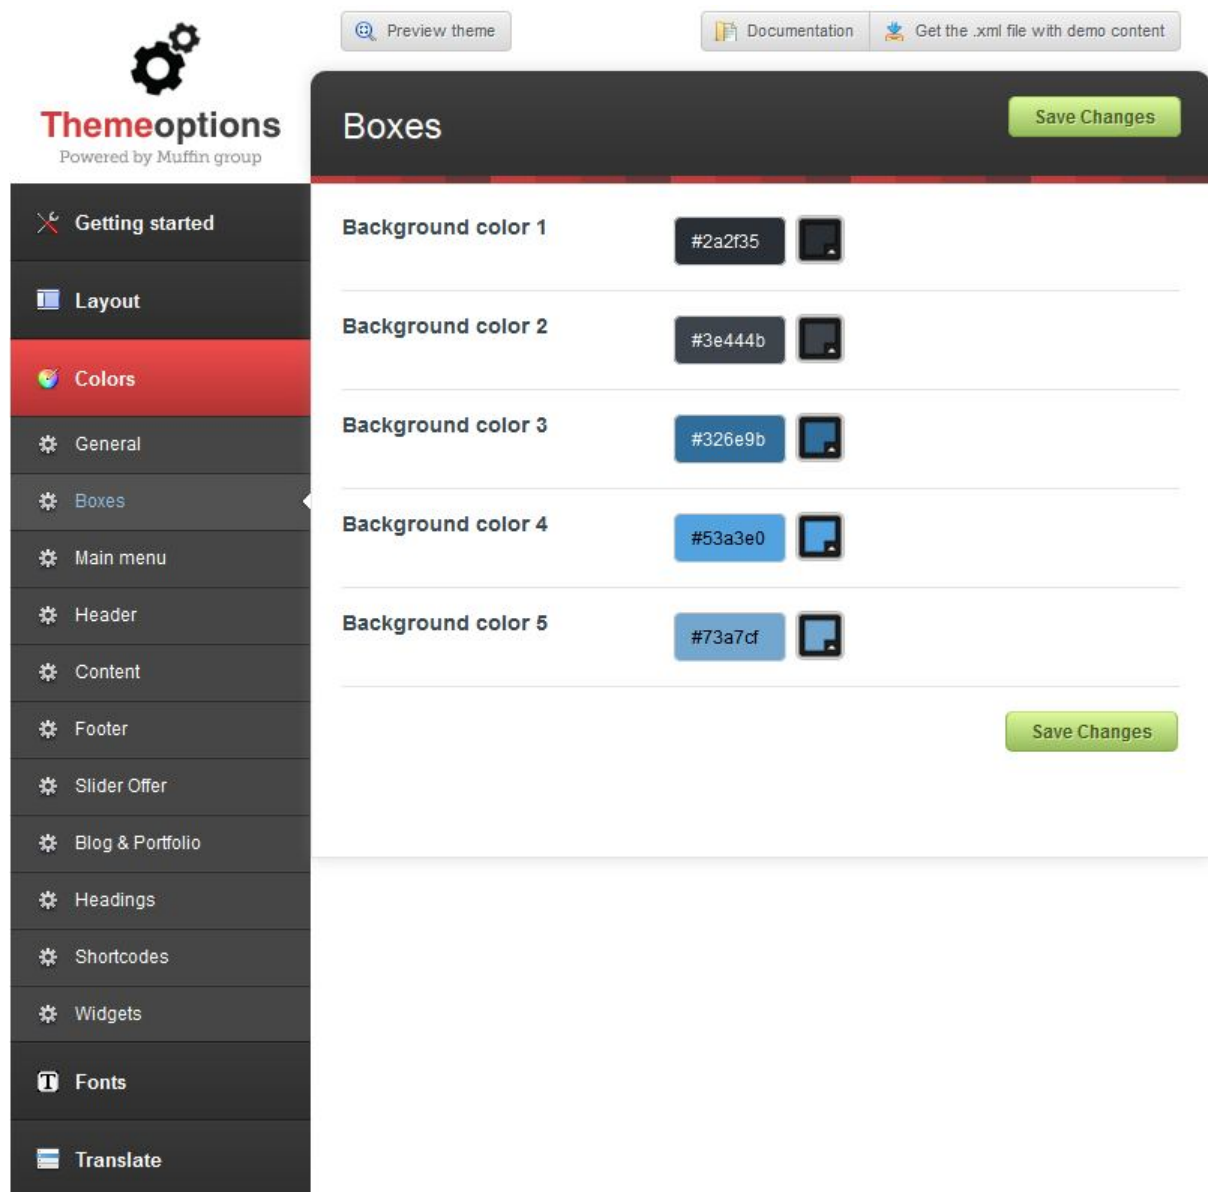 Preview theme
Documentation
Get the .xml file with demo content
Themeoptions
Powered by Muffin group
Boxes
Save Changes
Getting started
Layout
Colors
General
Boxes
Main menu
Header
Content
Footer
Slider Offer
Blog & Portfolio
Headings
Shortcodes
Widgets
Fonts
Translate
Background color 1
#2a2f35
Background color 2
#3e444b
Background color 3
#326e9b
Background color 4
#53a3e0
Background color 5
#73a7cf
Save Changes